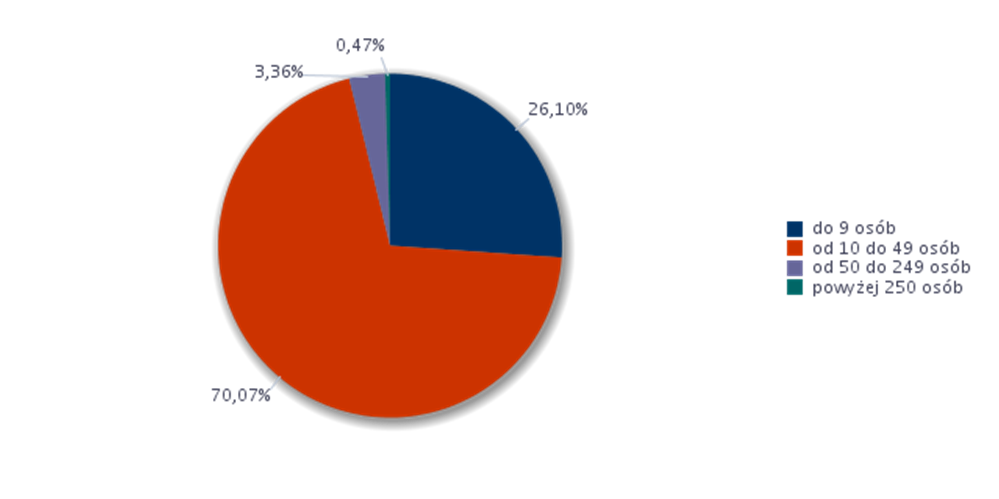 0,47%
3,36%
26,10%
70,07%
do 9 osób
od 10 do 49 osób
od 50 do 249 osób
powyżej 250 osób